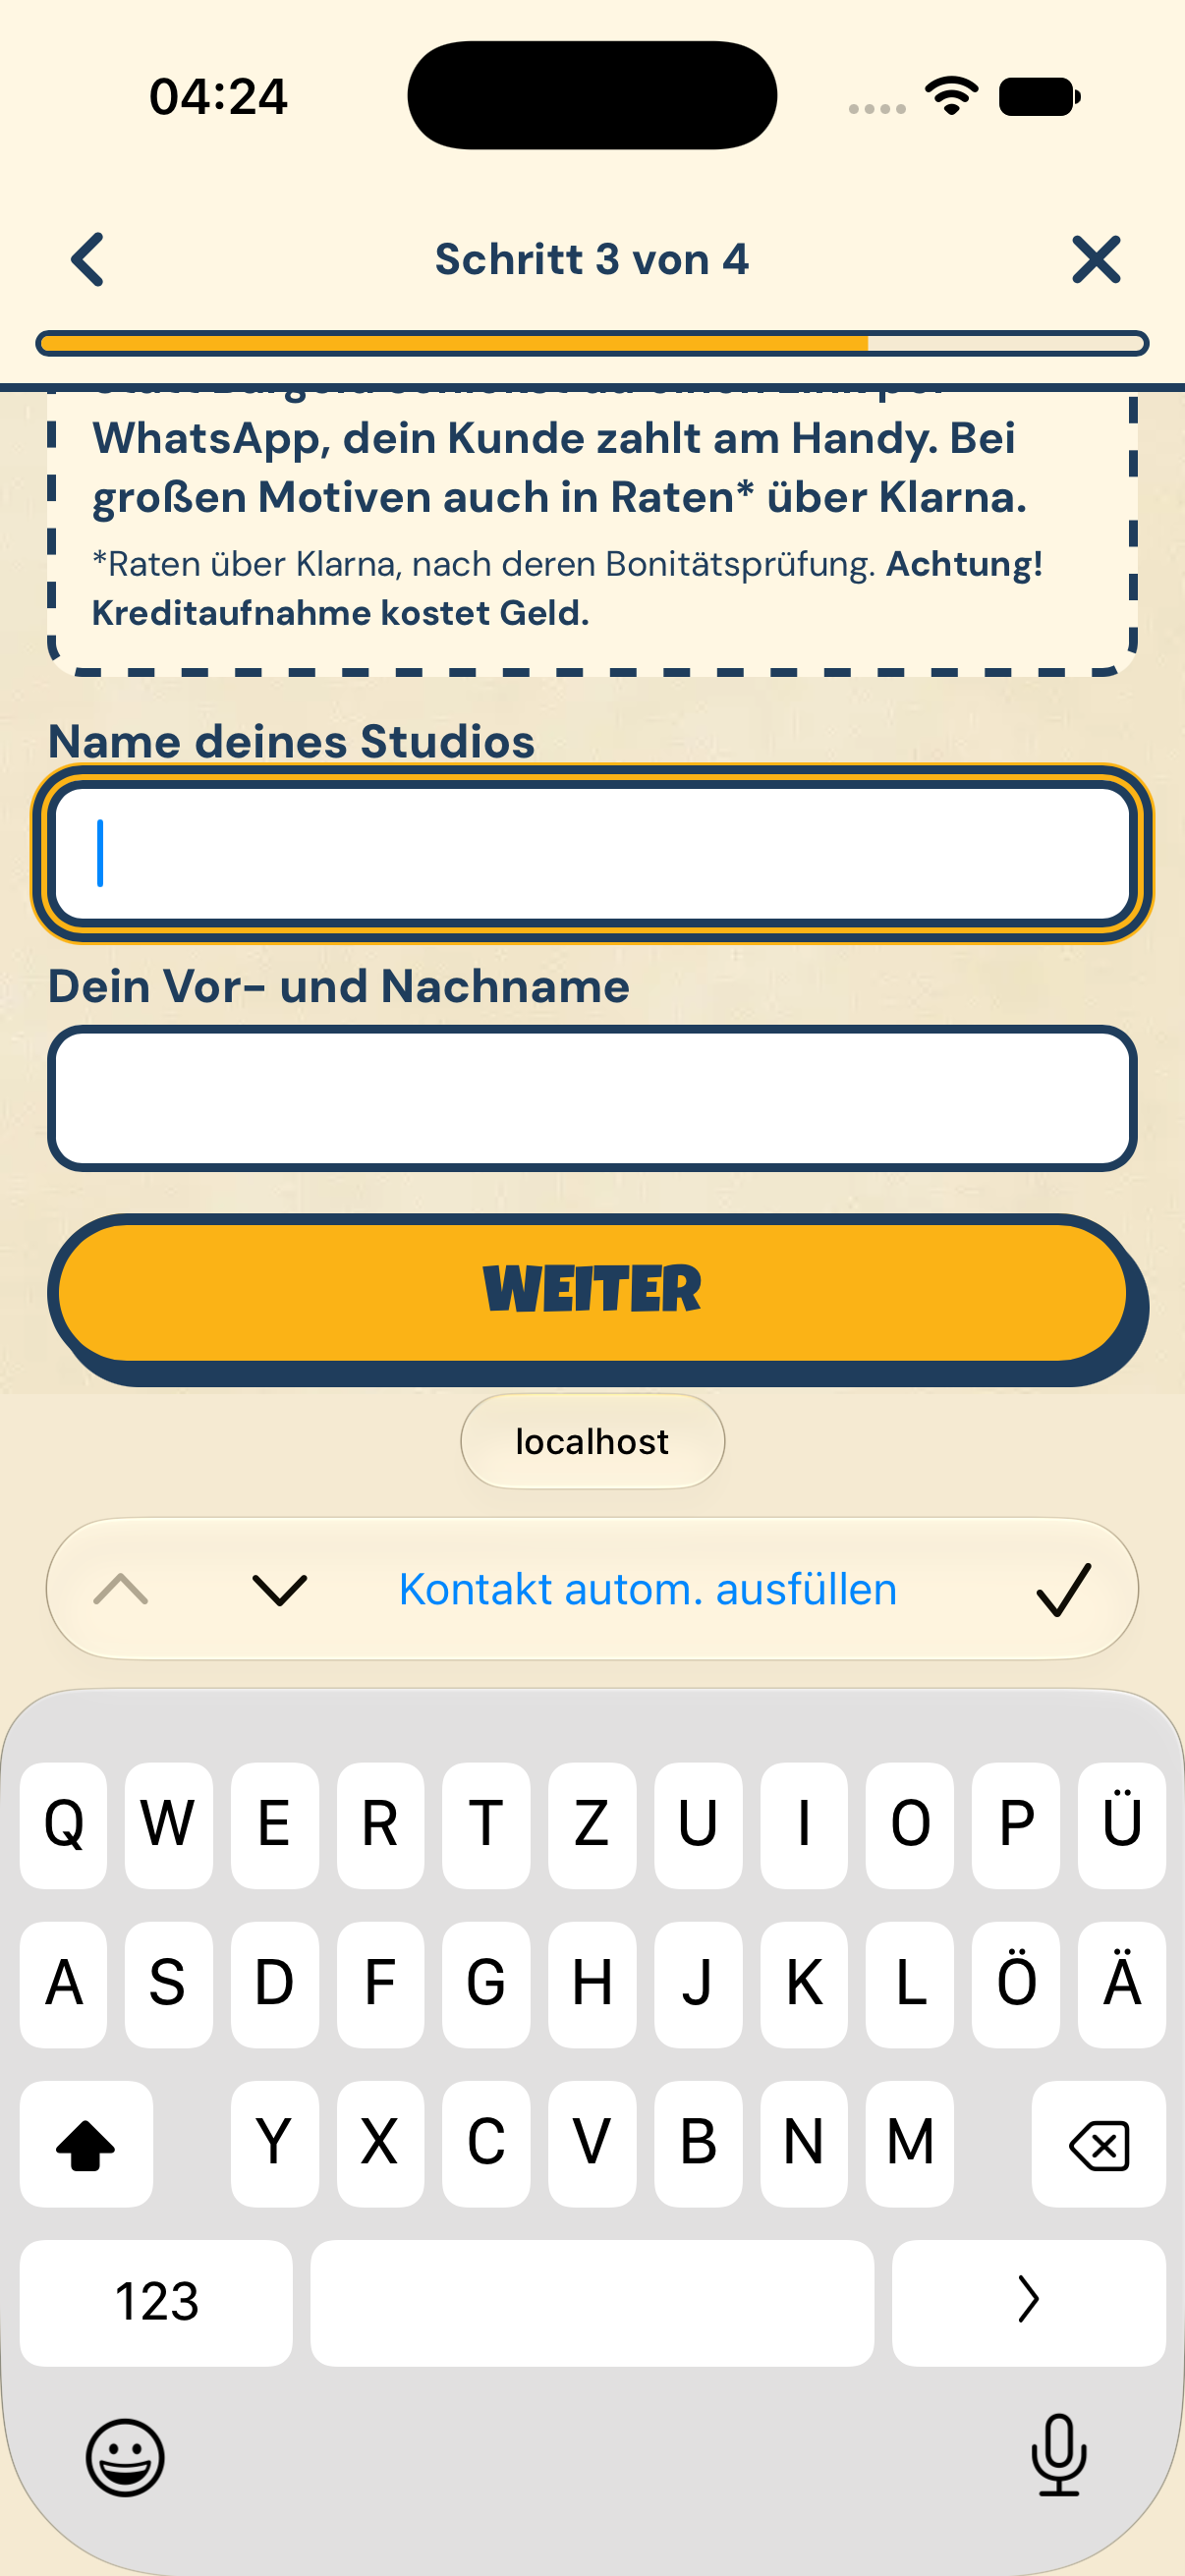 04:24
Schritt 3 von 4
WhatsApp, dein Kunde zahlt am Handy. Bei
großen Motiven auch in Raten* über Klarna.
*Raten über Klarna, nach deren Bonitätsprüfung. Achtung!
Kreditaufnahme kostet Geld.
Name deines Studios
Dein Vor- und Nachname
WEITER
localhost
Kontakt autom. ausfüllen
Q W E R T Z U I O P Ü
A S D F G H J K L Ö Ä
Y X C V B N M
123